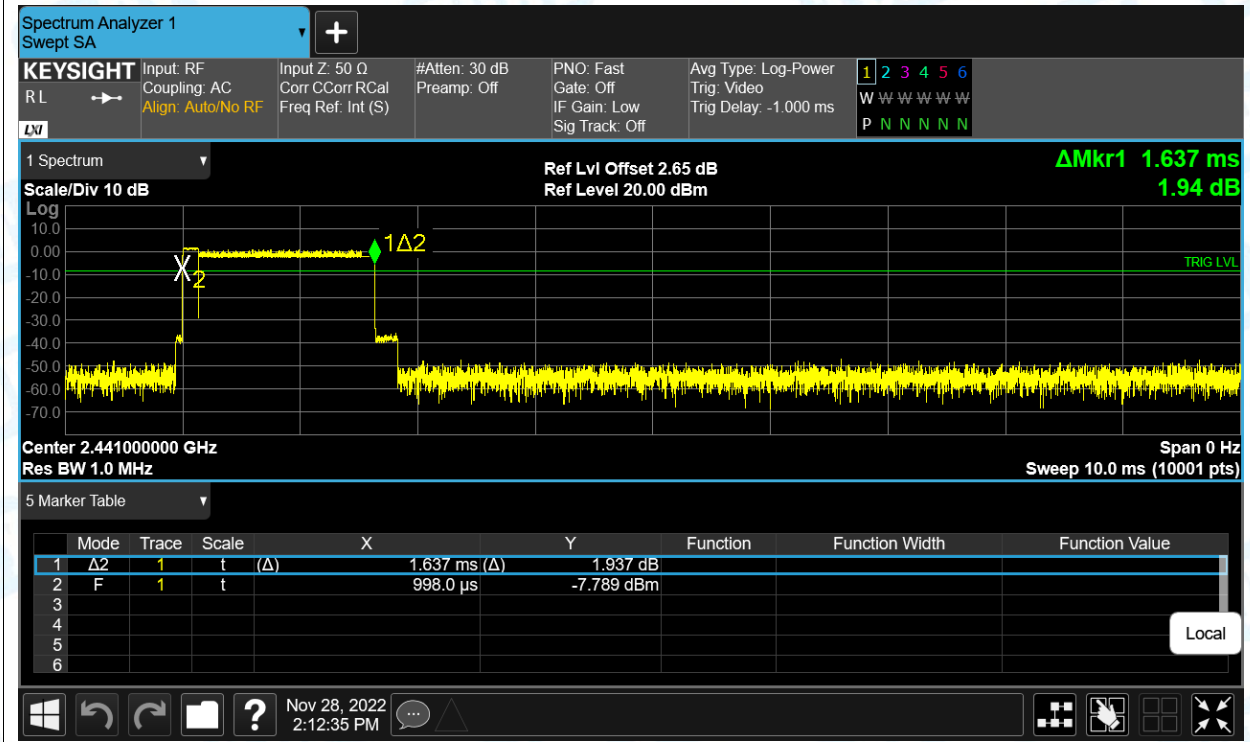 Spectrum Analyzer 1
Swept SA
KEYSIGHT Input: RF Input Z: 50 Ω #Atten: 30 dB PNO: Fast Avg Type: Log-Power 1 2 3 4 5 6
R L Coupling: AC Corr CCorr RCal Preamp: Off Gate: Off Trig: Video W W W W W W
Align: Auto/No RF Freq Ref: Int (S) IF Gain: Low Trig Delay: -1.000 ms P N N N N N
LXI Sig Track: Off
1 Spectrum Ref Lvl Offset 2.65 dB ΔMkr1 1.637 ms
Scale/Div 10 dB Ref Level 20.00 dBm 1.94 dB
Log
10.0
0.00 1Δ2
-10.0 X 2 TRIG LVL
-20.0
-30.0
-40.0
-50.0
-60.0
-70.0
Center 2.441000000 GHz Span 0 Hz
Res BW 1.0 MHz Sweep 10.0 ms (10001 pts)
5 Marker Table
Mode Trace Scale X Y Function Function Width Function Value
1 Δ2 1 t (Δ) 1.637 ms (Δ) 1.937 dB
2 F 1 t 998.0 µs -7.789 dBm
3
4
5
6
Local
? Nov 28, 2022
2:12:35 PM